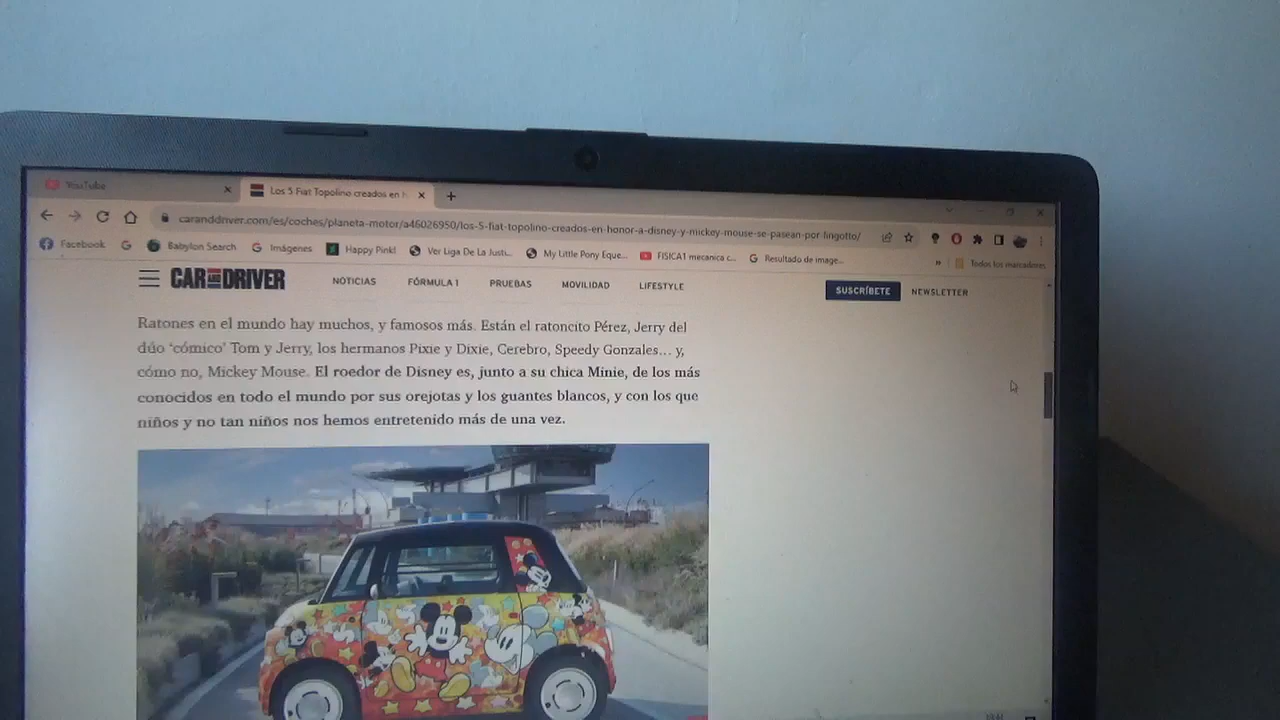 YouTube
Los 5 Fiat Topolino creados en
caranddriver.com/es/coches/planeta-motor/a46026950/los-5-fiat-topolino-creados-en-honor-a-disney-y-mickey-mouse-se-pasean-por-lingotto/
Facebook G Babylon Search G Imágenes Happy Pink! Ver Liga De La Justi... My Little Pony Eque... FISICA1 mecanica c... G Resultado de image... » Todos los marcadores
CAR AND DRIVER NOTICIAS FÓRMULA 1 PRUEBAS MOVILIDAD LIFESTYLE SUSCRÍBETE NEWSLETTER
Ratones en el mundo hay muchos, y famosos más. Están el ratoncito Pérez, Jerry del
dúo ‘cómico’ Tom y Jerry, los hermanos Pixie y Dixie, Cerebro, Speedy Gonzales... y,
cómo no, Mickey Mouse. El roedor de Disney es, junto a su chica Minie, de los más
conocidos en todo el mundo por sus orejotas y los guantes blancos, y con los que
niños y no tan niños nos hemos entretenido más de una vez.